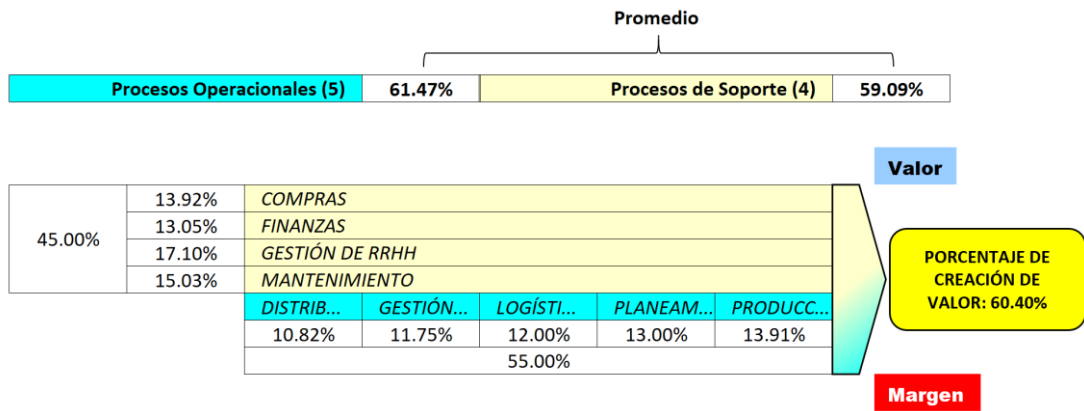 Promedio
Procesos Operacionales (5) 61.47% Procesos de Soporte (4) 59.09%
Valor
45.00%
13.92% COMPRAS
13.05% FINANZAS
17.10% GESTIÓN DE RRHH
15.03% MANTENIMIENTO
DISTRIB... GESTIÓN... LOGÍSTI... PLANEAM... PRODUCC...
10.82% 11.75% 12.00% 13.00% 13.91%
55.00%
PORCENTAJE DE
CREACIÓN DE
VALOR: 60.40%
Margen